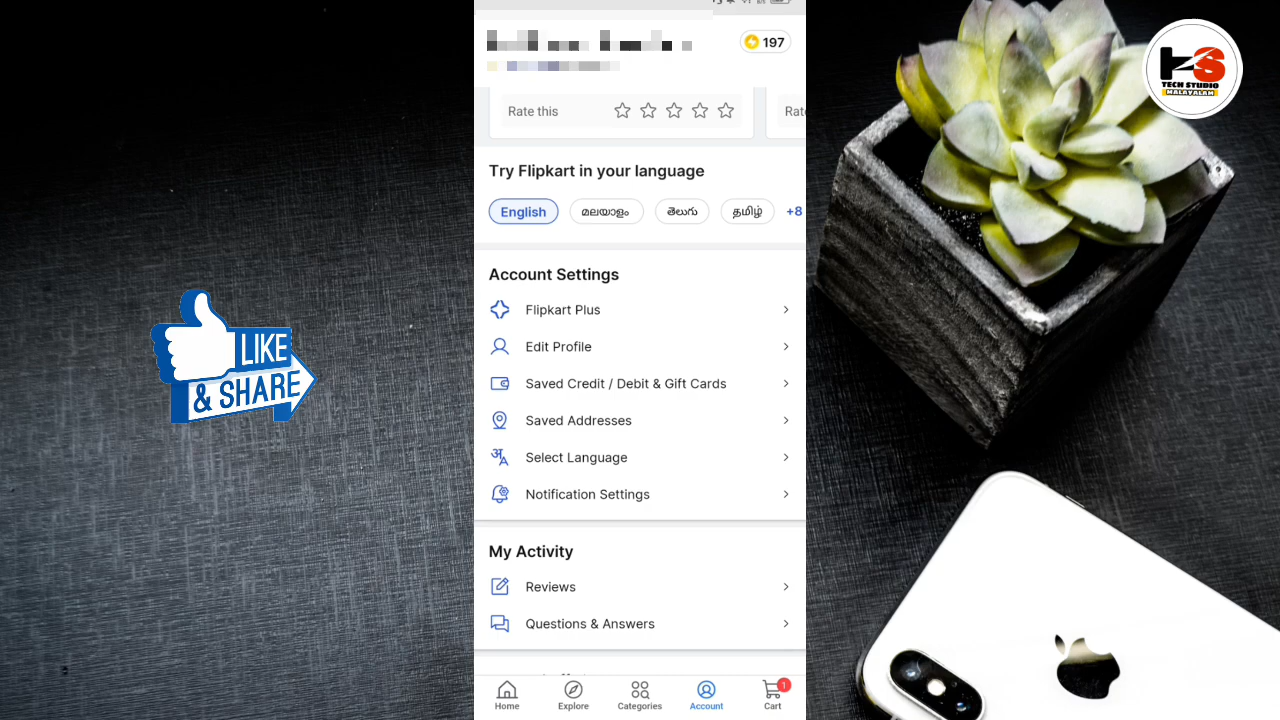 197
Rate this
Rat
Try Flipkart in your language
English
മലയാളം
తెలుగు
தமிழ்
+8
Account Settings
Flipkart Plus
Edit Profile
Saved Credit / Debit & Gift Cards
Saved Addresses
Select Language
Notification Settings
My Activity
Reviews
Questions & Answers
Home
Explore
Categories
Account
1
Cart
LIKE
& SHARE
TECH STUDIO
MALAYALAM